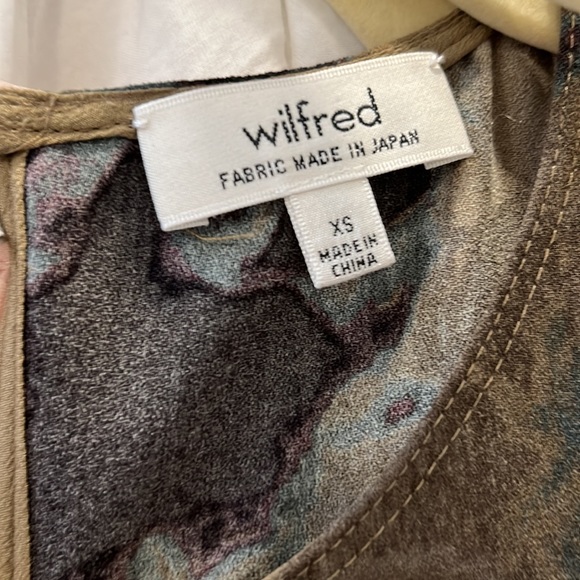 wilfred
FABRIC MADE IN JAPAN
XS
MADE IN
CHINA